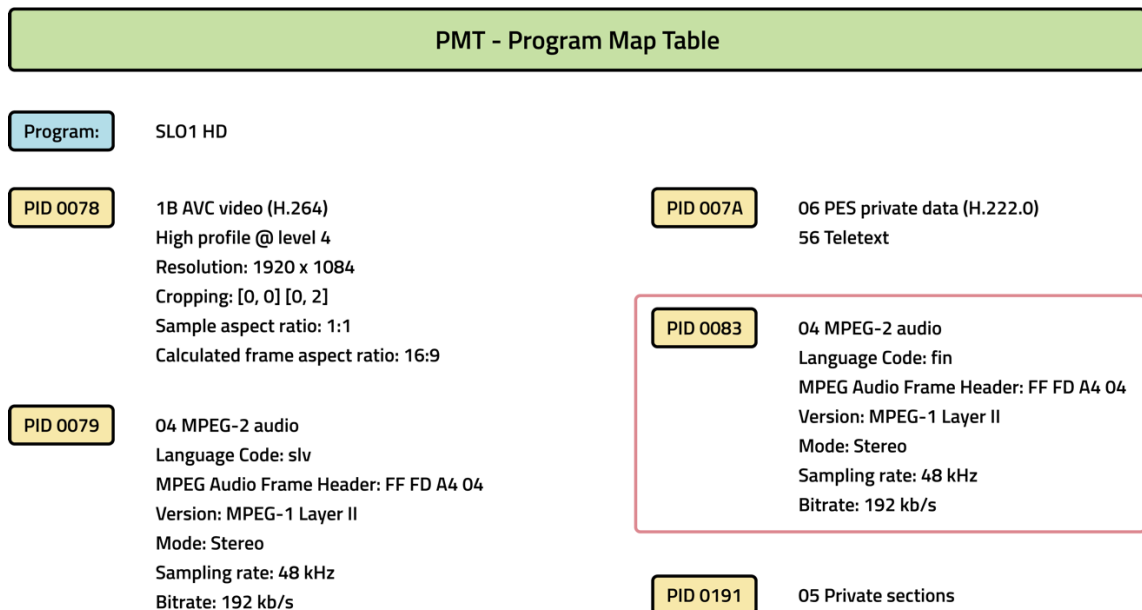 PMT - Program Map Table
Program:
SLO1 HD
PID 0078
1B AVC video (H.264)
High profile @ level 4
Resolution: 1920 x 1084
Cropping: [0, 0] [0, 2]
Sample aspect ratio: 1:1
Calculated frame aspect ratio: 16:9
PID 0079
04 MPEG-2 audio
Language Code: slv
MPEG Audio Frame Header: FF FD A4 04
Version: MPEG-1 Layer II
Mode: Stereo
Sampling rate: 48 kHz
Bitrate: 192 kb/s
PID 007A
06 PES private data (H.222.0)
56 Teletext
PID 0083
04 MPEG-2 audio
Language Code: fin
MPEG Audio Frame Header: FF FD A4 04
Version: MPEG-1 Layer II
Mode: Stereo
Sampling rate: 48 kHz
Bitrate: 192 kb/s
PID 0191
05 Private sections